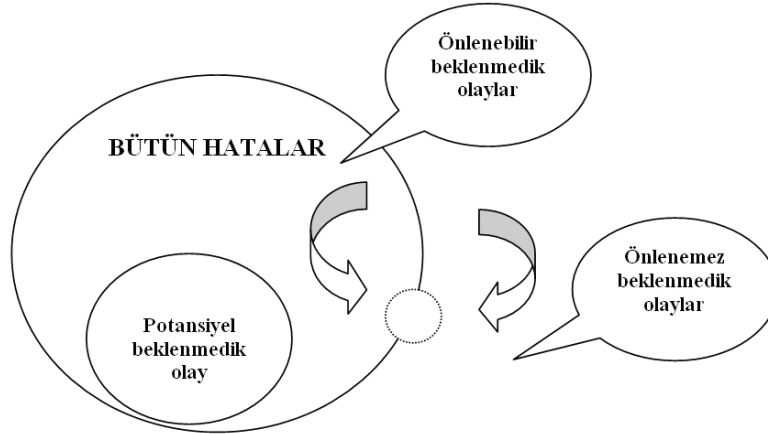 Önlenebilir
beklenmedik
olaylar
BÜTÜN HATALAR
Önlenemez
beklenmedik
olaylar
Potansiyel
beklenmedik
olay